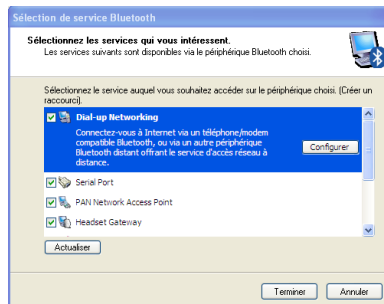 Sélection de service Bluetooth
Sélectionnez les services qui vous intéressent.
Les services suivants sont disponibles via le périphérique Bluetooth choisi.
Sélectionnez le service auquel vous souhaitez accéder sur le périphérique choisi. (Créer un
raccourci).
Dial-up Networking
Connectez-vous à Internet via un téléphone/modem
compatible Bluetooth, ou via un autre périphérique
Bluetooth distant offrant le service d'accès réseau à
distance.
Configurer
Serial Port
PAN Network Access Point
Headset Gateway
Actualiser
Terminer
Annuler